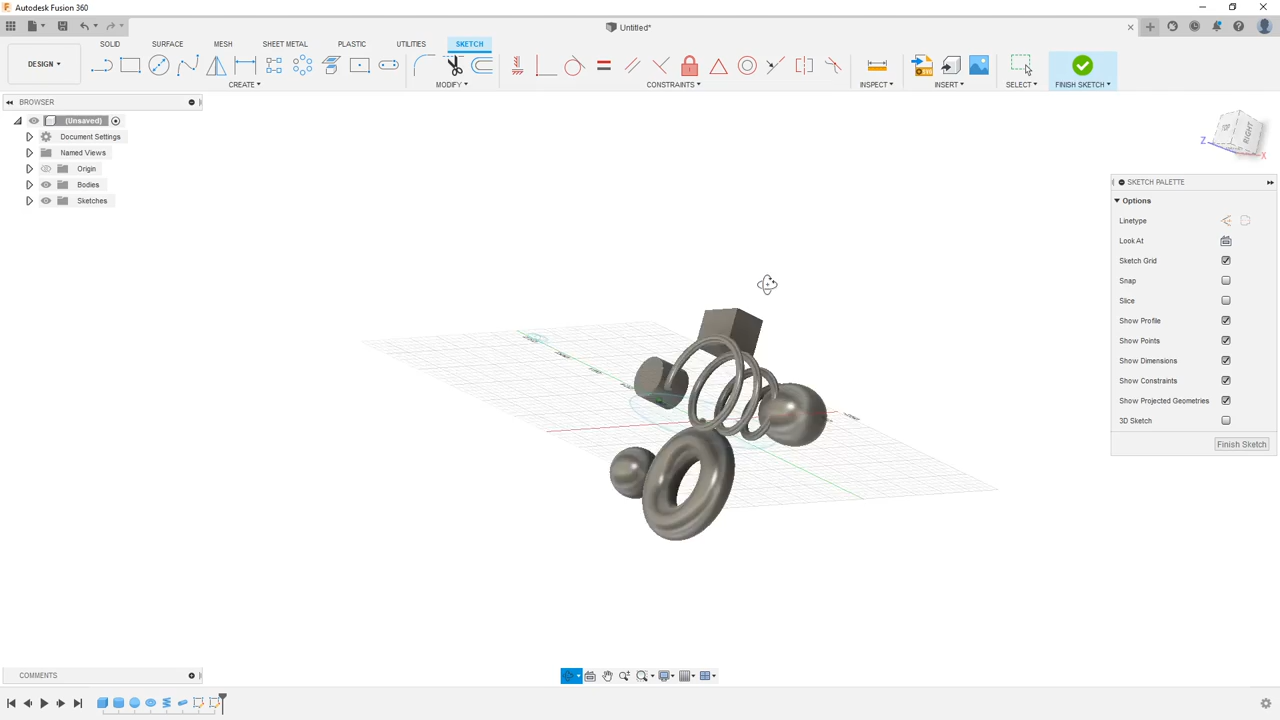 Autodesk Fusion 360
Untitled*
DESIGN
SOLID
SURFACE
MESH
SHEET METAL
PLASTIC
UTILITIES
SKETCH
CREATE
MODIFY
CONSTRAINTS
INSPECT
INSERT
SELECT
FINISH SKETCH
BROWSER
(Unsaved)
Document Settings
Named Views
Origin
Bodies
Sketches
RIGHT
Z
X
SKETCH PALETTE
Options
Linetype
Look At
Sketch Grid
Snap
Slice
Show Profile
Show Points
Show Dimensions
Show Constraints
Show Projected Geometries
3D Sketch
Finish Sketch
COMMENTS